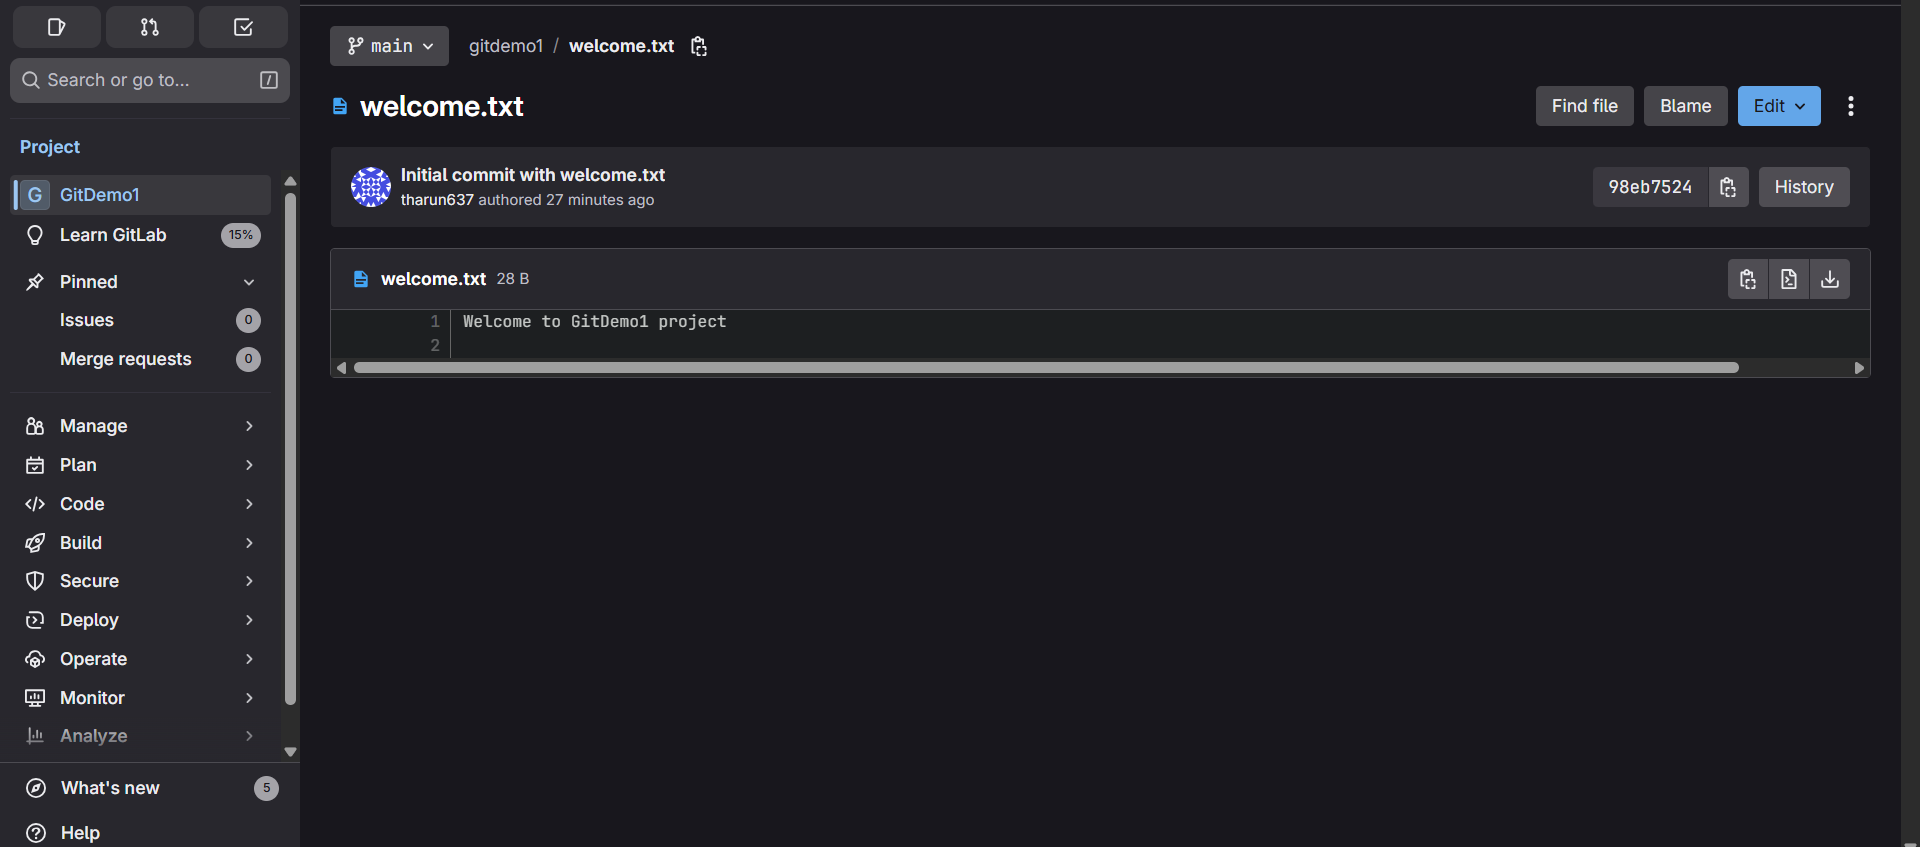 Search or go to... /
Project
G GitDemo1
Learn GitLab 15%
Pinned
Issues 0
Merge requests 0
Manage
Plan
Code
Build
Secure
Deploy
Operate
Monitor
Analyze
What's new 5
Help
main gitdemo1 / welcome.txt
welcome.txt
Find file Blame Edit
Initial commit with welcome.txt
tharun637 authored 27 minutes ago
98eb7524 History
welcome.txt 28 B
1 Welcome to GitDemo1 project
2